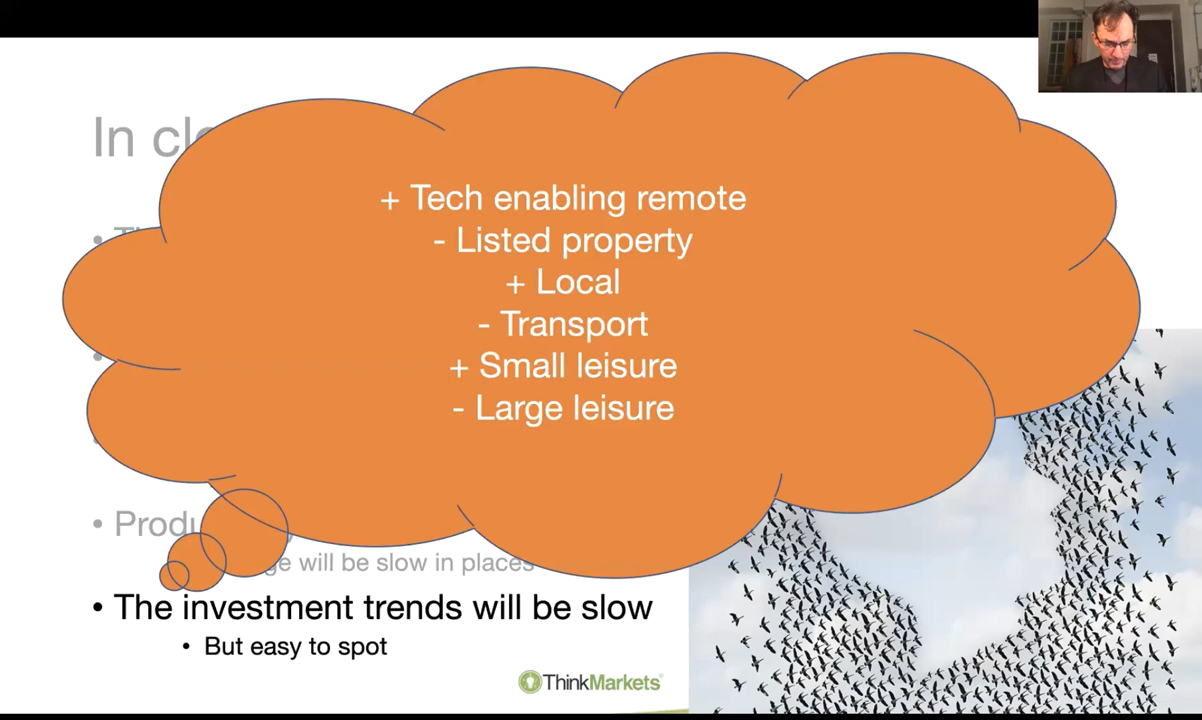 In cl
+ Tech enabling remote
- Listed property
+ Local
- Transport
+ Small leisure
- Large leisure
• Produ
will be slow in places
• The investment trends will be slow
• But easy to spot
ThinkMarkets